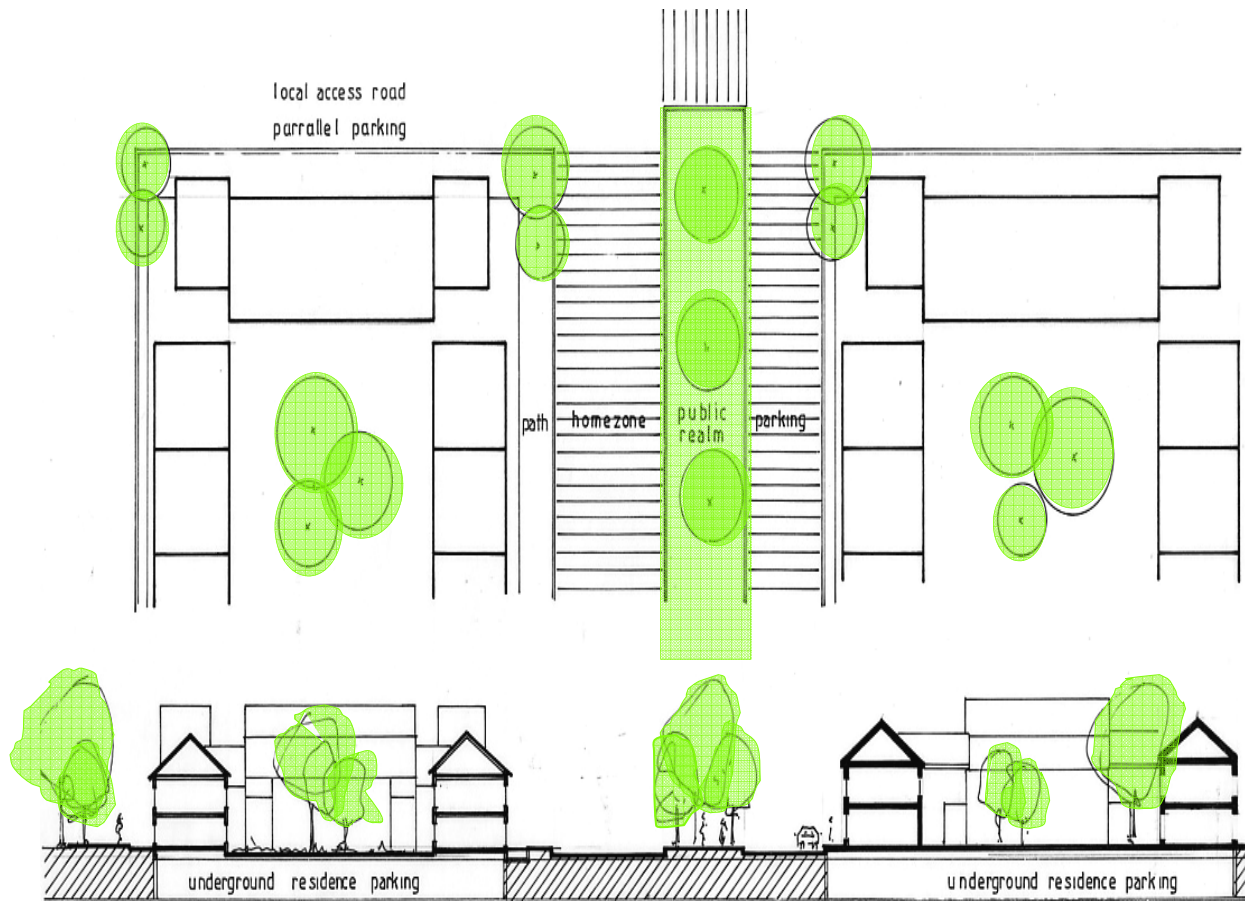 local access road
parrallel parking
path
homezone
public
realm
parking
underground residence parking
underground residence parking